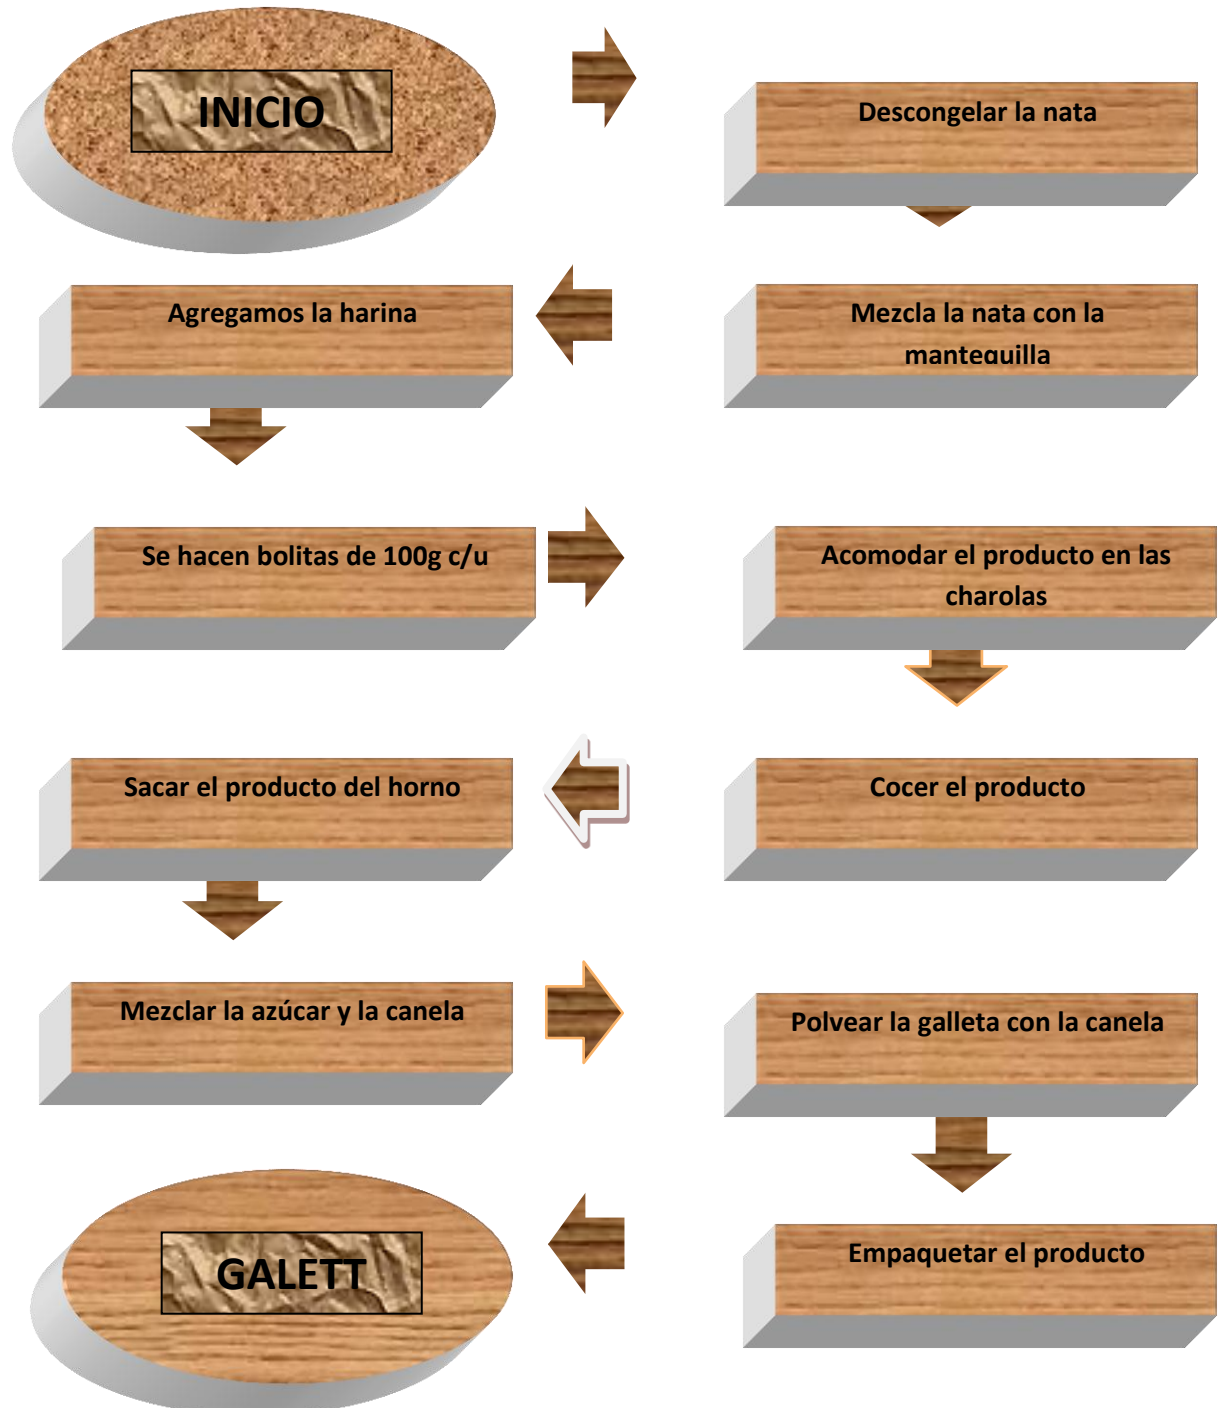 INICIO
Descongelar la nata
Mezcla la nata con la
mantequilla
Agregamos la harina
Se hacen bolitas de 100g c/u
Acomodar el producto en las
charolas
Cocer el producto
Sacar el producto del horno
Mezclar la azúcar y la canela
Polvear la galleta con la canela
Empaquetar el producto
GALETT